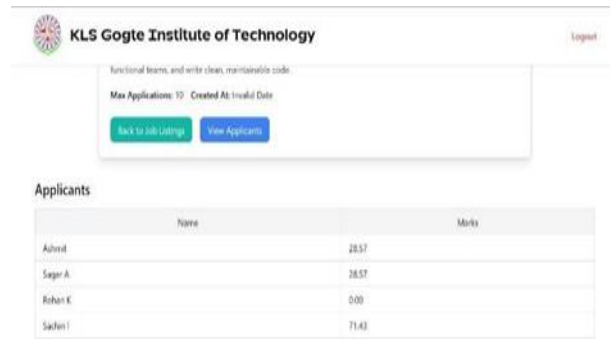 KLS Gogte Institute of Technology
Logout
functional teams, and write clean, maintainable code
Max Applications: 10 Created At: Invalid Date
Back to Job Listings View Applicants
Applicants
Name Marks
Ashmit 28.57
Sagar A 28.57
Rohan K 0.00
Sachin I 71.43